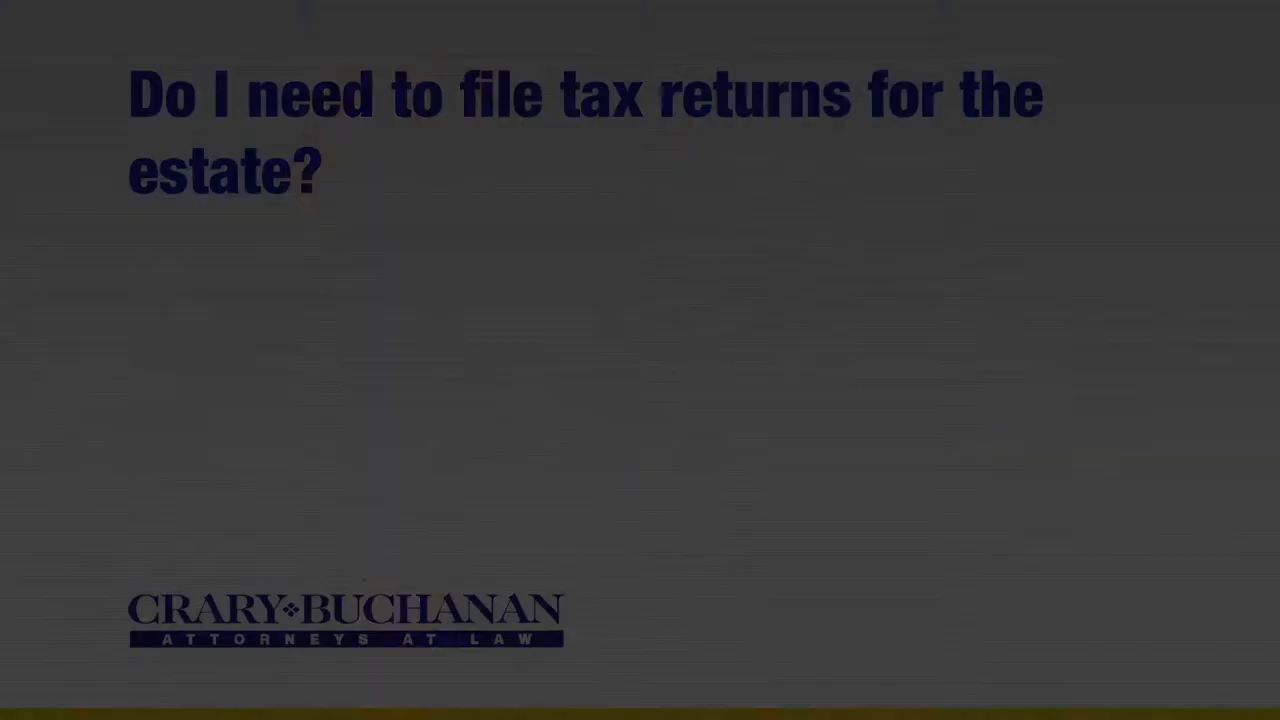 Do I need to file tax returns for the
estate?
CRARY❖BUCHANAN
ATTORNEYS AT LAW